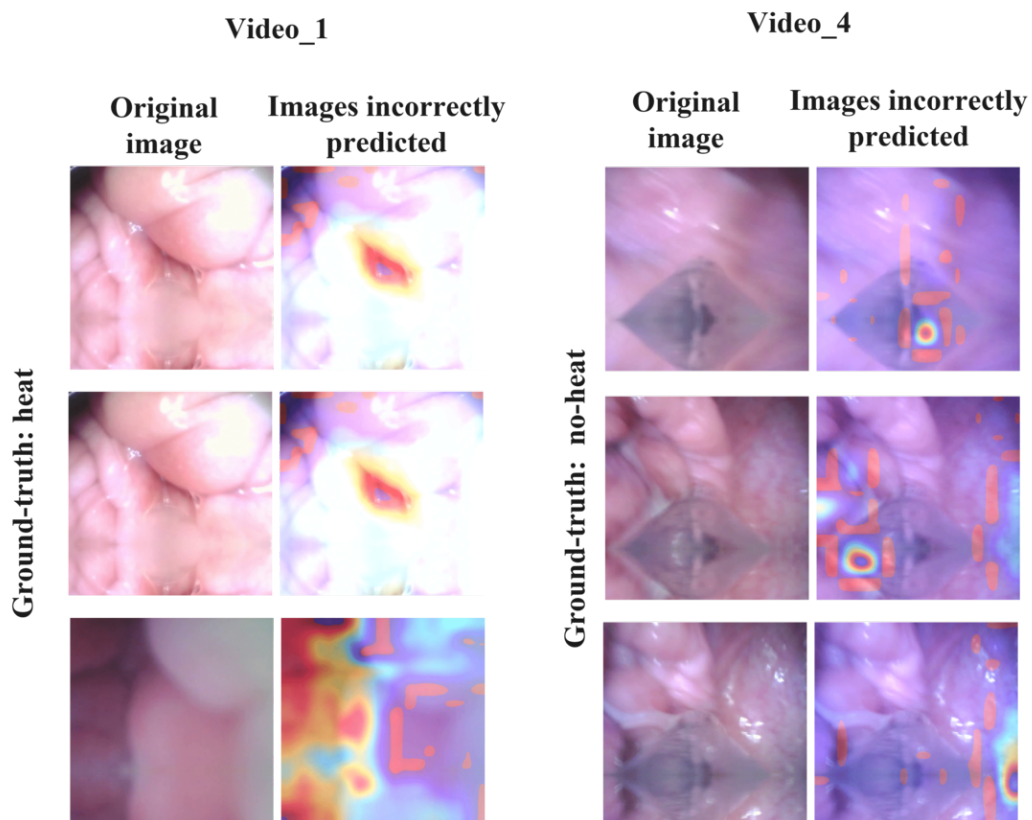 Video_1
Video_4
Original
image
Images incorrectly
predicted
Original
image
Images incorrectly
predicted
Ground-truth: heat
Ground-truth: no-heat